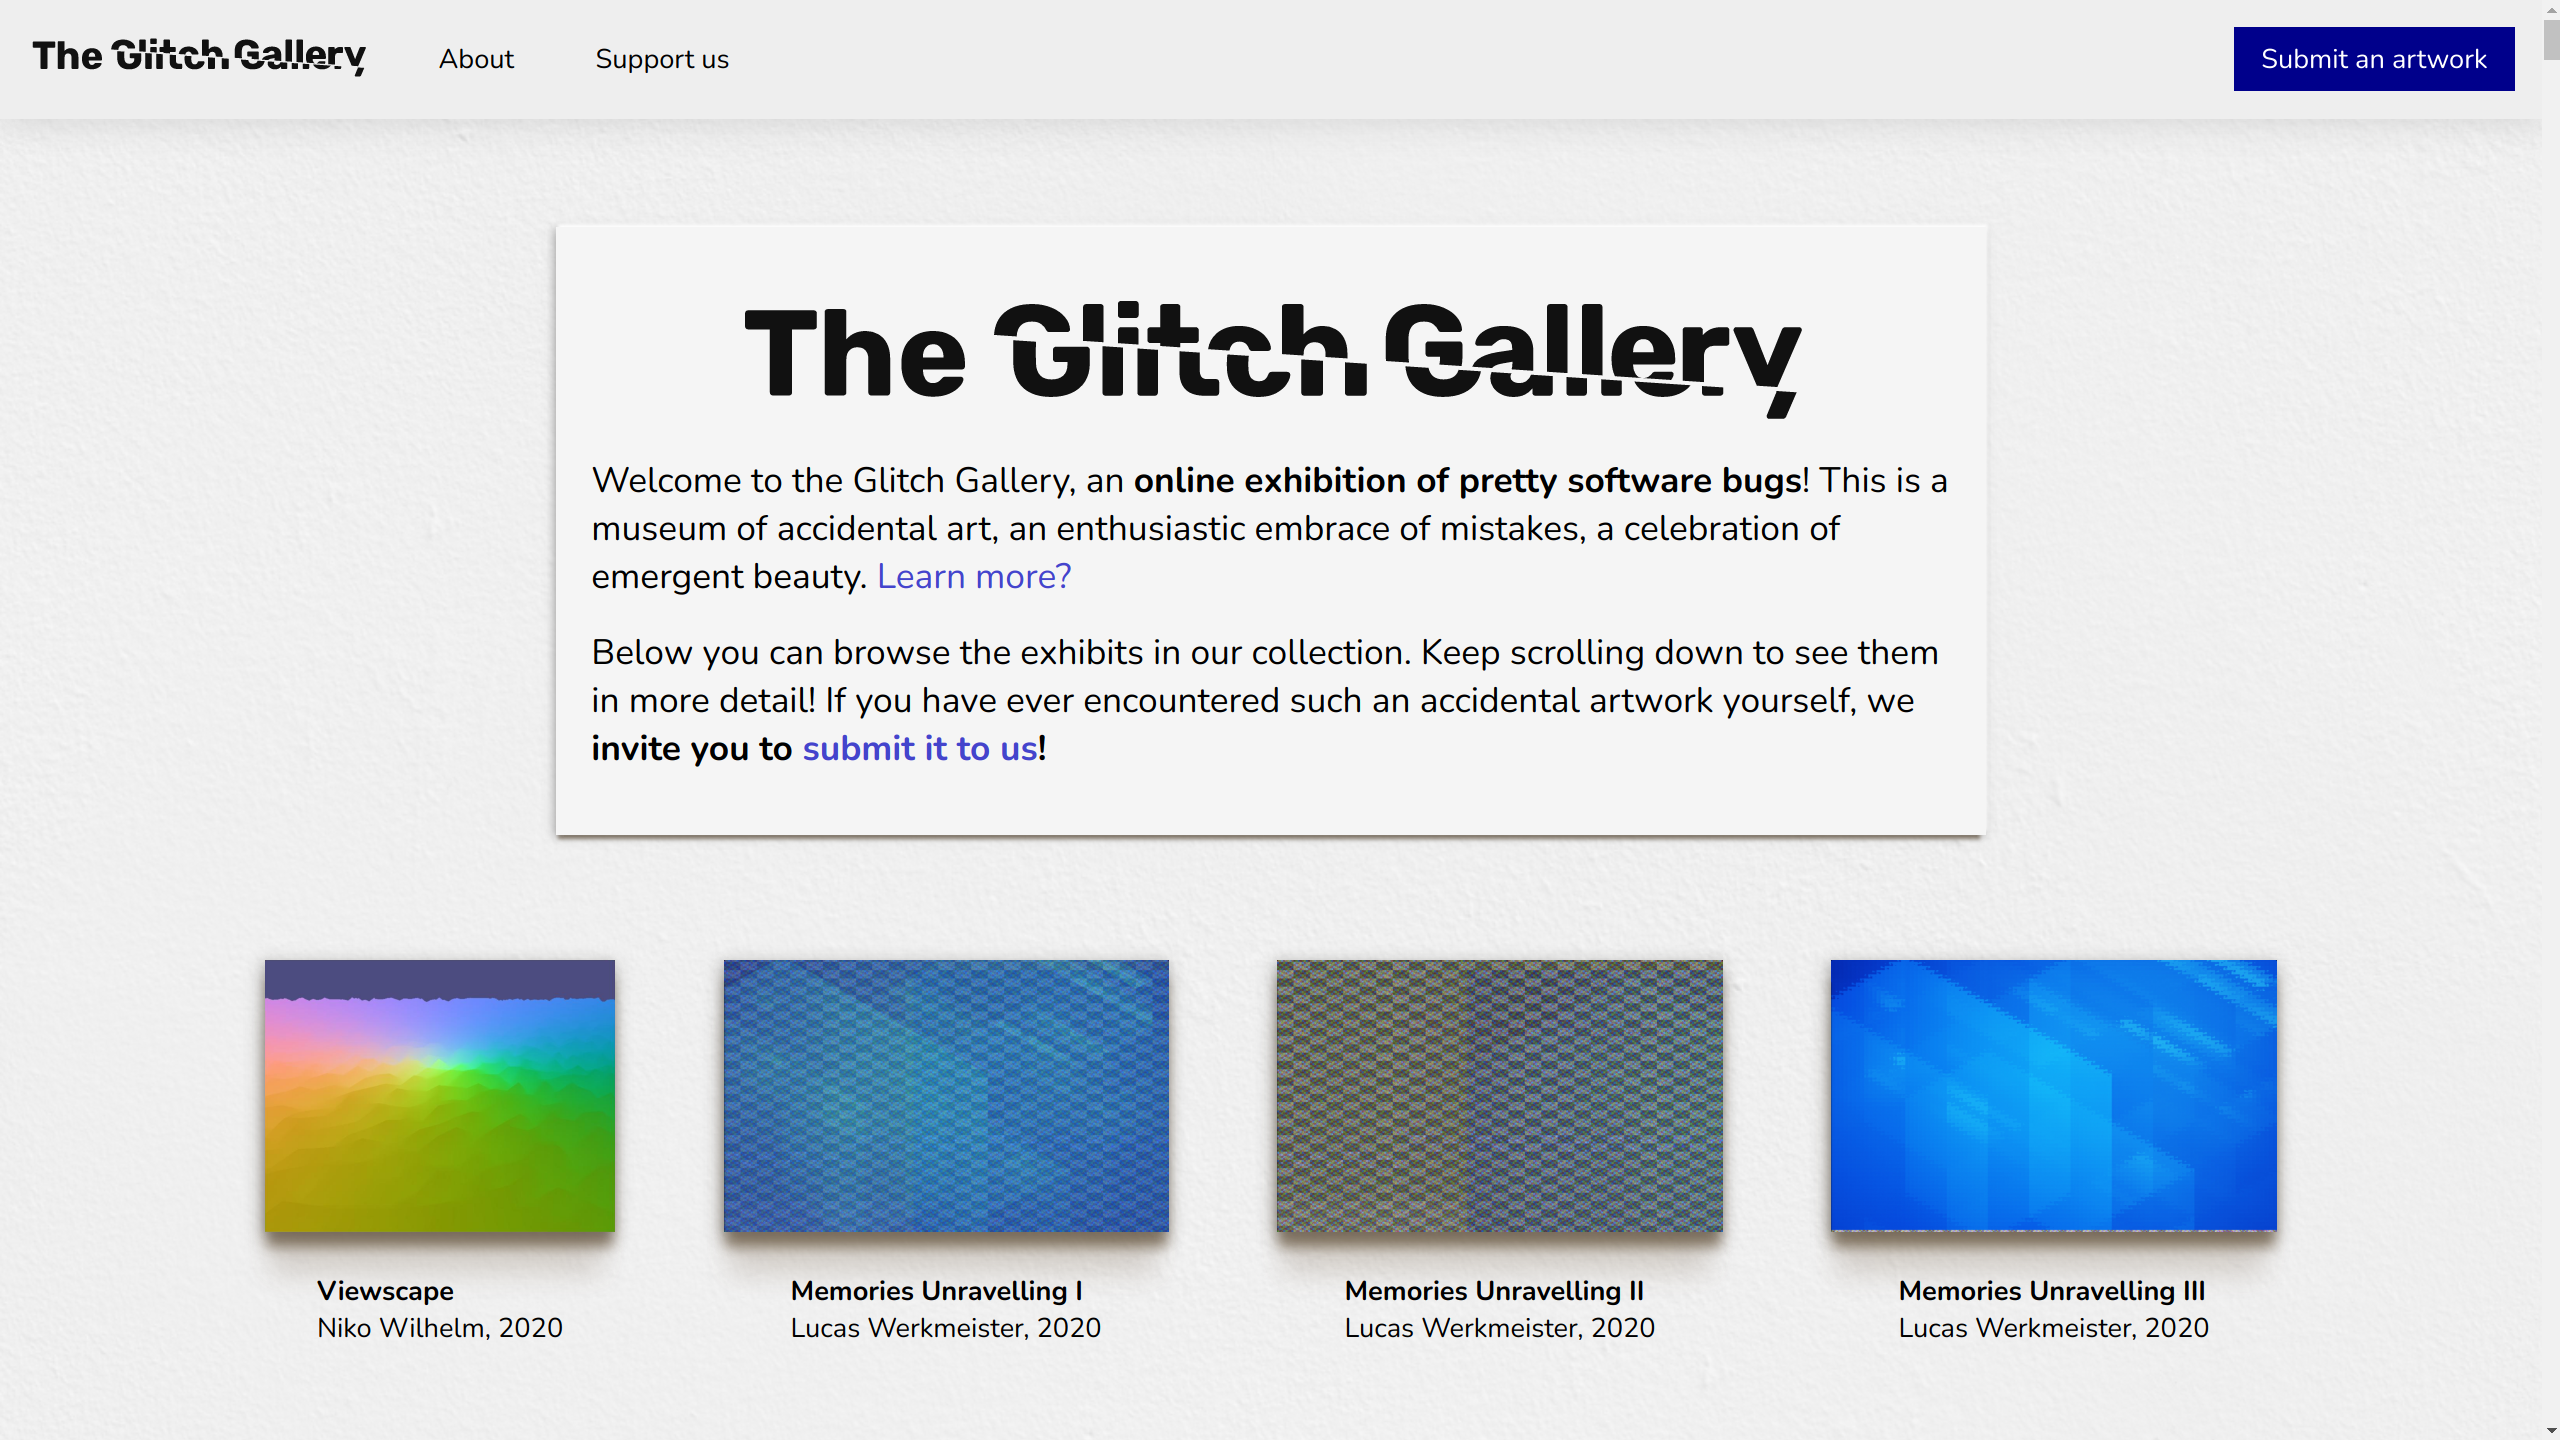 The Glitch Gallery
About
Support us
Submit an artwork
The Glitch Gallery
Welcome to the Glitch Gallery, an online exhibition of pretty software bugs! This is a
museum of accidental art, an enthusiastic embrace of mistakes, a celebration of
emergent beauty. Learn more?
Below you can browse the exhibits in our collection. Keep scrolling down to see them
in more detail! If you have ever encountered such an accidental artwork yourself, we
invite you to submit it to us!
Viewscape
Niko Wilhelm, 2020
Memories Unravelling I
Lucas Werkmeister, 2020
Memories Unravelling II
Lucas Werkmeister, 2020
Memories Unravelling III
Lucas Werkmeister, 2020